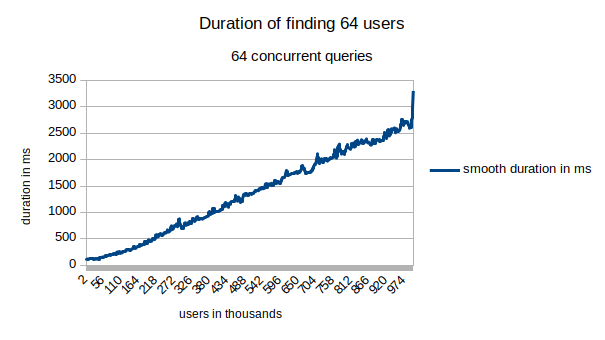 Duration of finding 64 users
64 concurrent queries
3500
3000
2500
2000
1500
1000
500
0
duration in ms
smooth duration in ms
2 56 110 164 218 272 326 380 434 488 542 596 650 704 758 812 866 920 974
users in thousands